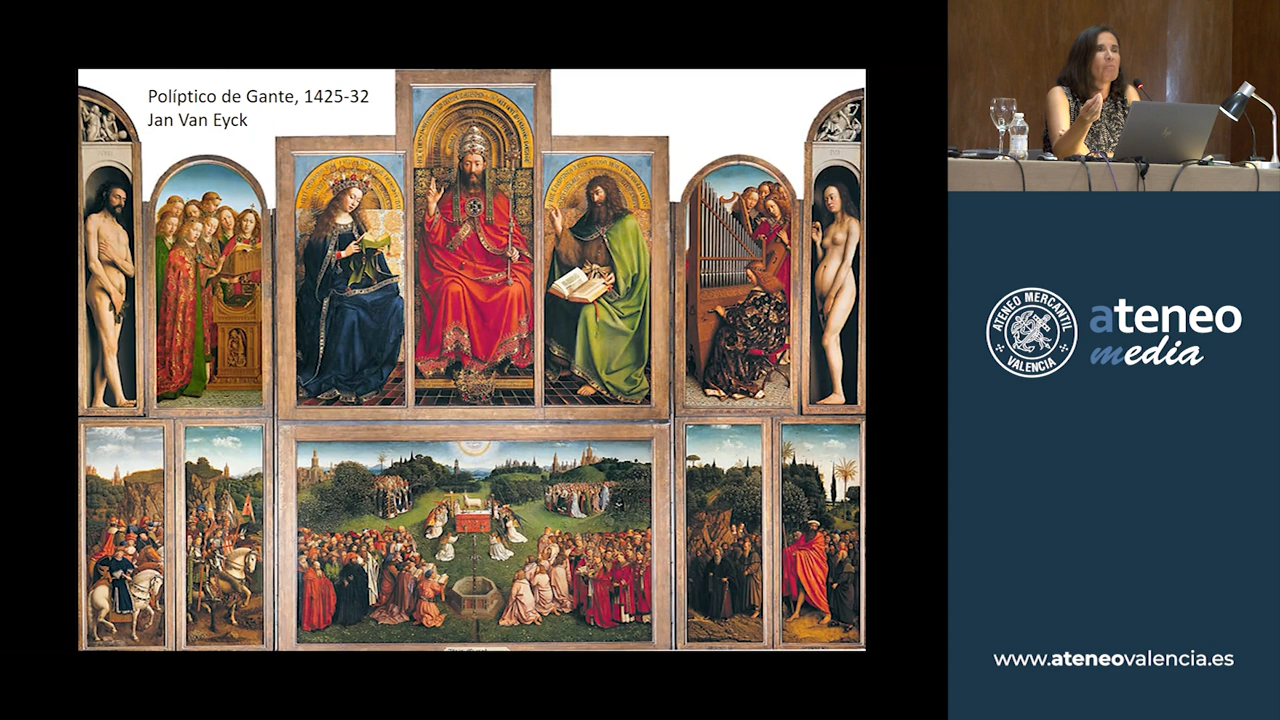 Políptico de Gante, 1425-32
Jan Van Eyck
ATENEO MERCANTIL
VALENCIA
ateneo
media
www.ateneovalencia.es